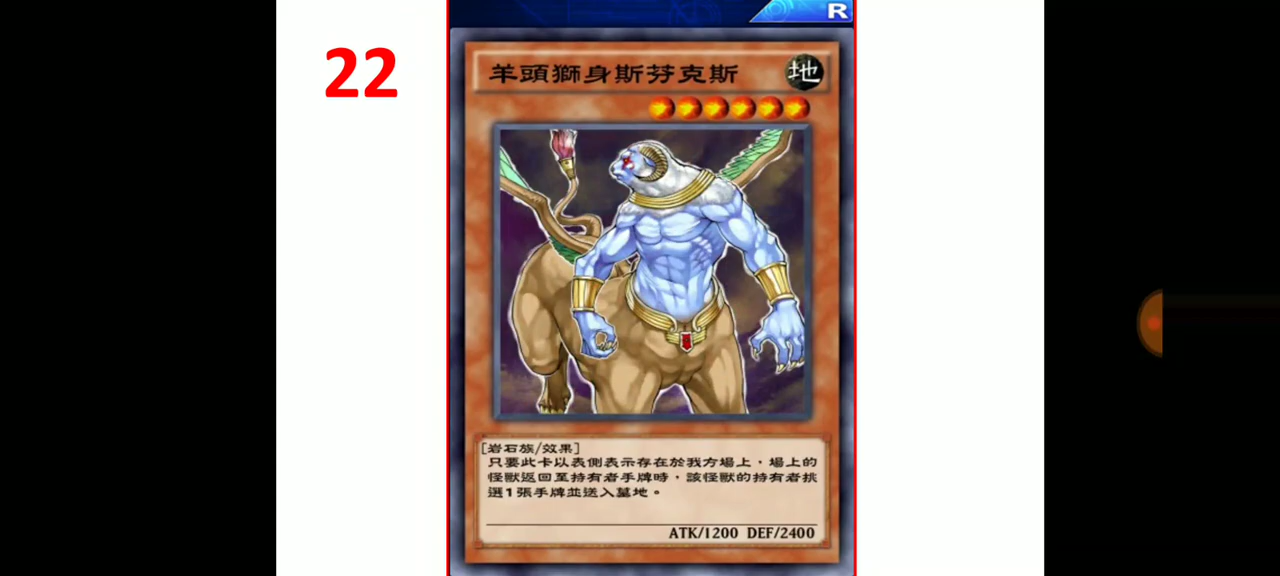 R
22
羊頭獅身斯芬克斯
地
[岩石族/效果]
只要此卡以表側表示存在於我方場上，場上的
怪獸返回至持有者手牌時，該怪獸的持有者挑
選1張手牌並送入墓地。
ATK/1200 DEF/2400